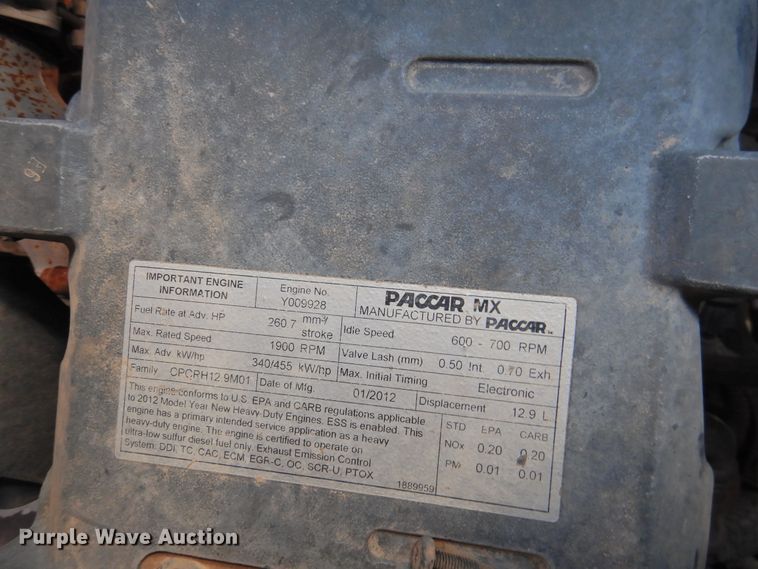 E6
IMPORTANT ENGINE
INFORMATION
Engine No.
Y009928
PACCAR MX
MANUFACTURED BY PACCAR
Fuel Rate at Adv. HP 260.7 mm³/
stroke
Idle Speed 600 - 700 RPM
Max. Rated Speed 1900 RPM
Valve Lash (mm) 0.50 Int 0.70 Exh
Max. Adv kW/hp 340/455 kW/hp
Max. Initial Timing Electronic
Family CPCRH12.9M01
Date of Mfg. 01/2012
Displacement 12.9 L
This engine conforms to U.S. EPA and CARB regulations applicable
to 2012 Model Year New Heavy-Duty Engines. ESS is enabled. This
engine has a primary intended service application as a heavy
heavy-duty engine. The engine is certified to operate on
ultra-low sulfur diesel fuel only. Exhaust Emission Control
System: DDI, TC, CAC, ECM, EGR-C, OC, SCR-U, PTOX
1889959
STD EPA CARB
NOx 0.20 0.20
PM 0.01 0.01
Purple Wave Auction